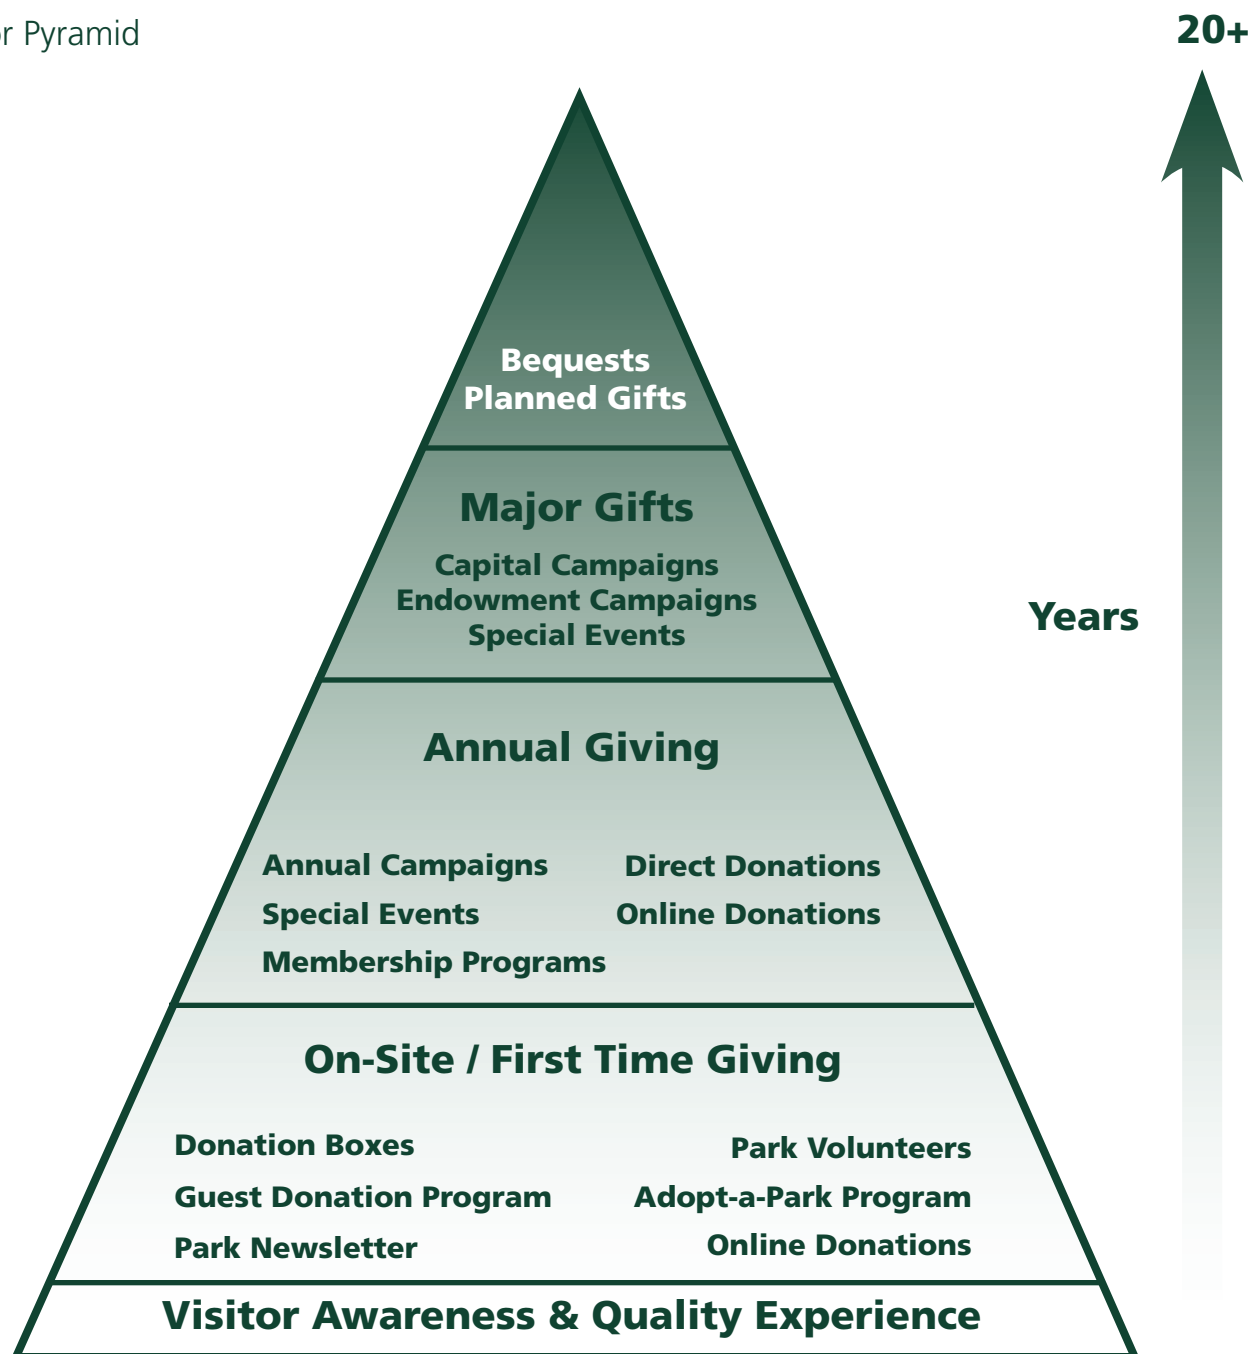 Pyramid
20+
Bequests
Planned Gifts
Major Gifts
Capital Campaigns
Endowment Campaigns
Special Events
Years
Annual Giving
Annual Campaigns
Direct Donations
Special Events
Online Donations
Membership Programs
On-Site / First Time Giving
Donation Boxes
Park Volunteers
Guest Donation Program
Adopt-a-Park Program
Park Newsletter
Online Donations
Visitor Awareness & Quality Experience